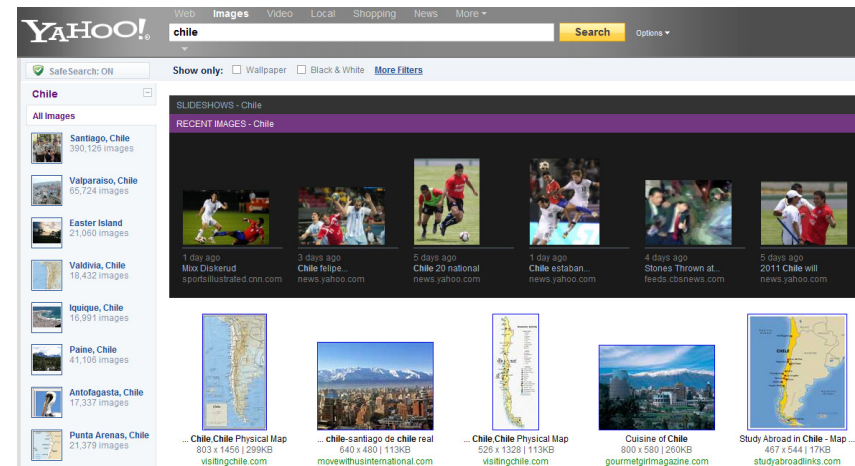 Web Images Video Local Shopping News More
YAHOO!
chile
Search
Options
SafeSearch: ON
Show only: Wallpaper Black & White More Filters
Chile
All Images
Santiago, Chile
390,126 images
Valparaiso, Chile
65,724 images
Easter Island
21,060 images
Valdivia, Chile
18,432 images
Iquique, Chile
16,991 images
Paine, Chile
41,106 images
Antofagasta, Chile
17,337 images
Punta Arenas, Chile
21,379 images
SLIDESHOWS - Chile
RECENT IMAGES - Chile
1 day ago
Mixx Diskerud
sportsillustrated.cnn.com
3 days ago
Chile felipe...
news.yahoo.com
5 days ago
Chile 20 national
news.yahoo.com
1 day ago
Chile estaban...
news.yahoo.com
4 days ago
Stones Thrown at...
feeds.cbsnews.com
5 days ago
2011 Chile will
news.yahoo.com
... Chile,Chile Physical Map
803 x 1456 | 299KB
visitingchile.com
... chile-santiago de chile real
640 x 480 | 113KB
movewithusinternational.com
... Chile,Chile Physical Map
526 x 1328 | 113KB
visitingchile.com
Cuisine of Chile
800 x 580 | 260KB
gourmetgirlmagazine.com
CHILE
Study Abroad in Chile - Map ...
467 x 544 | 17KB
studyabroadlinks.com